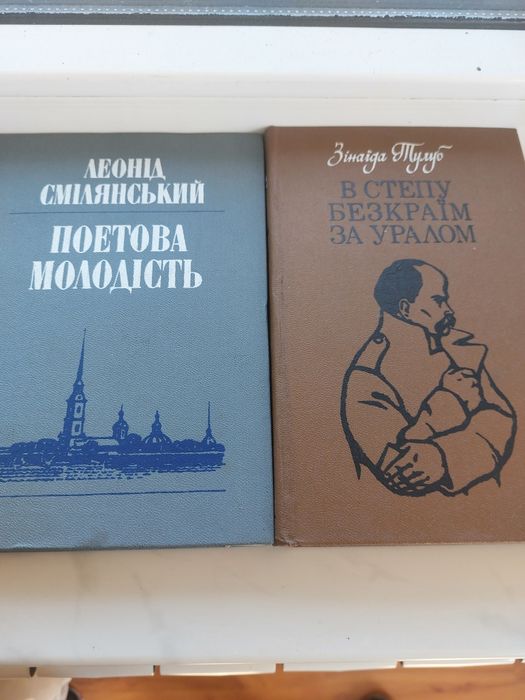 ЛЕОНІД
СМІЛЯНСЬКИЙ
ПОЕТОВА
МОЛОДІСТЬ
Зінаїда Тулуб
В СТЕПУ
БЕЗКРАЇМ
ЗА УРАЛОМ